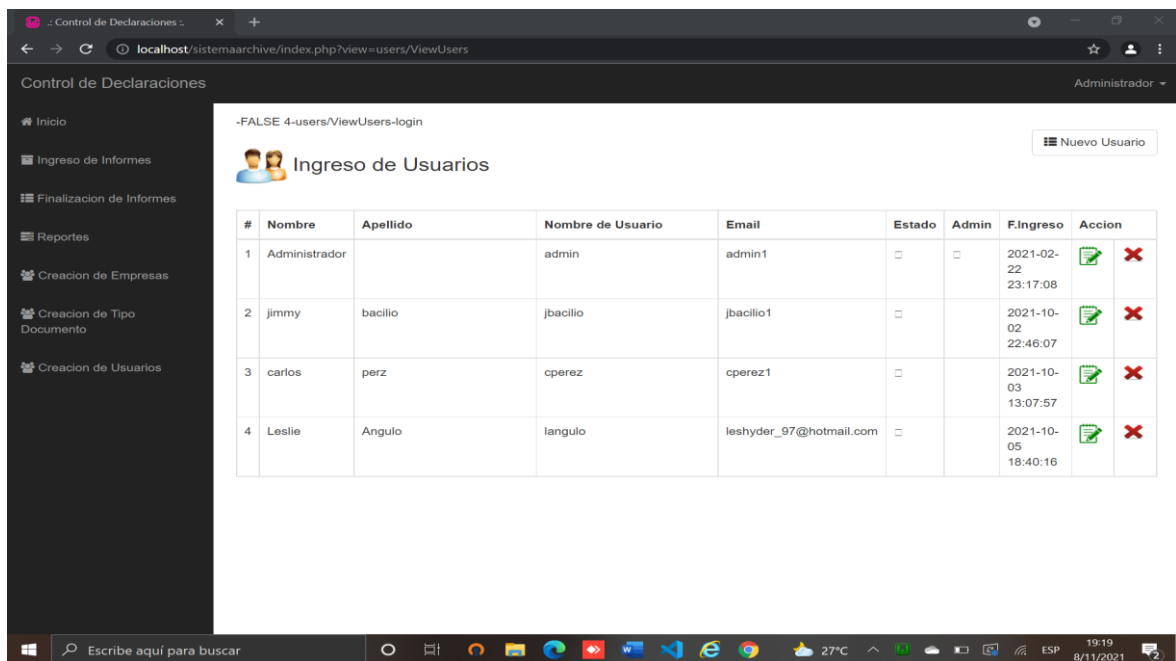 .: Control de Declaraciones :.
localhost/sistemaarchive/index.php?view=users/ViewUsers
Control de Declaraciones
Administrador
Inicio
Ingreso de Informes
Finalizacion de Informes
Reportes
Creacion de Empresas
Creacion de Tipo
Documento
Creacion de Usuarios
-FALSE 4-users/ViewUsers-login
Nuevo Usuario
Ingreso de Usuarios
# Nombre Apellido Nombre de Usuario Email Estado Admin F.Ingreso Accion
1 Administrador admin admin1 2021-02-
22
23:17:08
2 jimmy bacilio jbacilio jbacilio1 2021-10-
02
22:46:07
3 carlos perz cperez cperez1 2021-10-
03
13:07:57
4 Leslie Angulo langulo leshyder_97@hotmail.com 2021-10-
05
18:40:16
Escribe aquí para buscar
27°C
ESP
19:19
8/11/2021